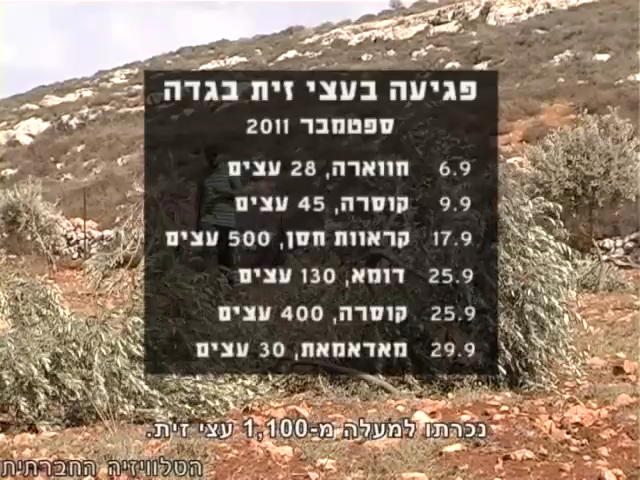 פגיעה בעצי זית בגדה
ספטמבר 2011
6.9 חווארה, 28 עצים
9.9 קוסרה, 45 עצים
17.9 קראוות חסן, 500 עצים
25.9 רומא, 130 עצים
25.9 קוסרה, 400 עצים
29.9 מאדאמאת, 30 עצים
נכרתו למעלה מ-1,100 עצי זית.
הטלוויזיה החברתית